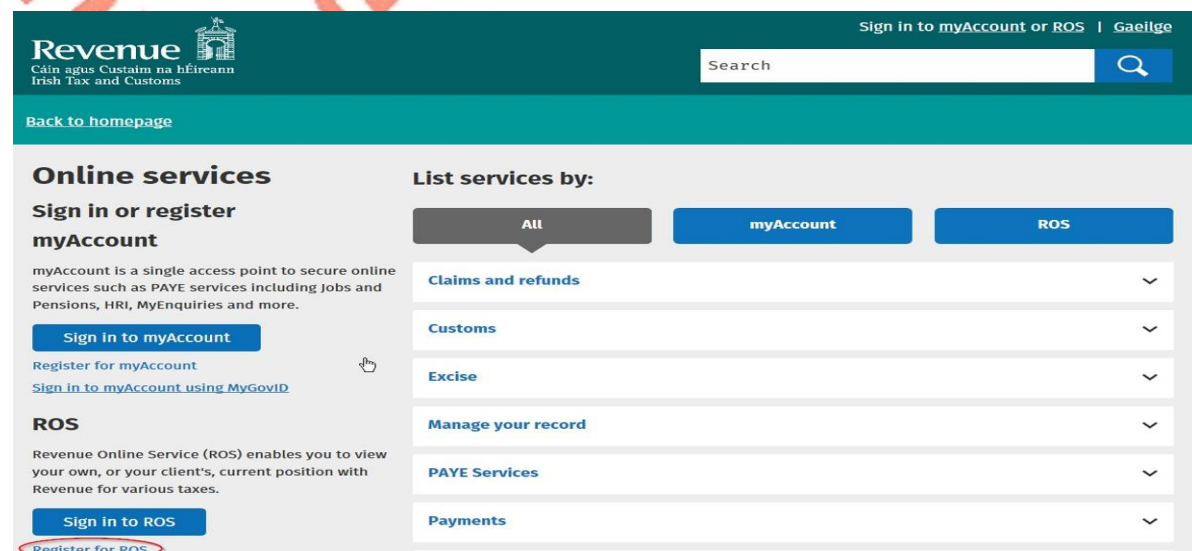 Sign in to myAccount or ROS | Gaeilge
Revenue
Cáin agus Custaim na hÉireann
Irish Tax and Customs
Search
Back to homepage
Online services
Sign in or register
myAccount
myAccount is a single access point to secure online
services such as PAYE services including Jobs and
Pensions, HRI, MyEnquiries and more.
Sign in to myAccount
Register for myAccount
Sign in to myAccount using MyGovID
ROS
Revenue Online Service (ROS) enables you to view
your own, or your client's, current position with
Revenue for various taxes.
Sign in to ROS
Register for ROS
List services by:
All
myAccount
ROS
Claims and refunds
Customs
Excise
Manage your record
PAYE Services
Payments